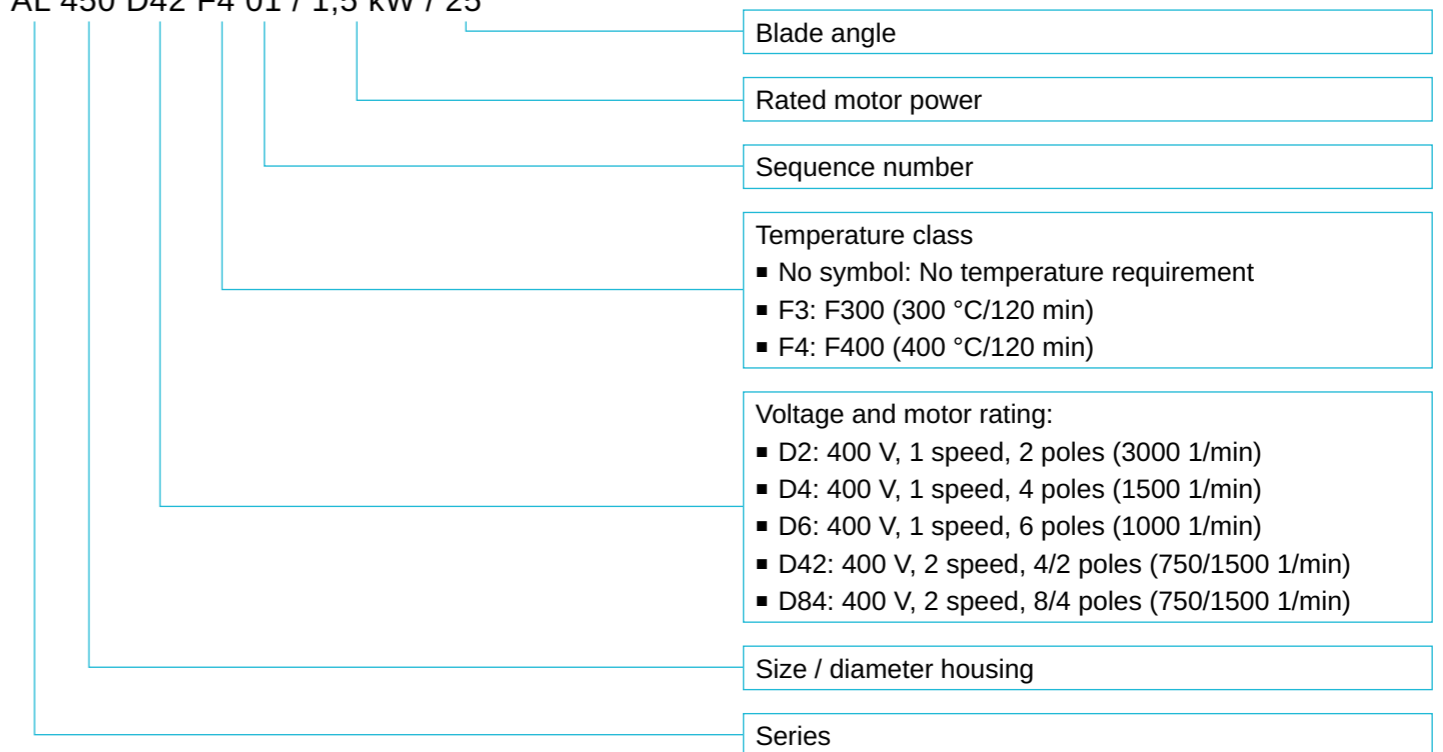 AL 450 D42 F4 01 / 1,5 kW / 25
Blade angle
Rated motor power
Sequence number
Temperature class
■ No symbol: No temperature requirement
■ F3: F300 (300 °C/120 min)
■ F4: F400 (400 °C/120 min)
Voltage and motor rating:
■ D2: 400 V, 1 speed, 2 poles (3000 1/min)
■ D4: 400 V, 1 speed, 4 poles (1500 1/min)
■ D6: 400 V, 1 speed, 6 poles (1000 1/min)
■ D42: 400 V, 2 speed, 4/2 poles (750/1500 1/min)
■ D84: 400 V, 2 speed, 8/4 poles (750/1500 1/min)
Size / diameter housing
Series